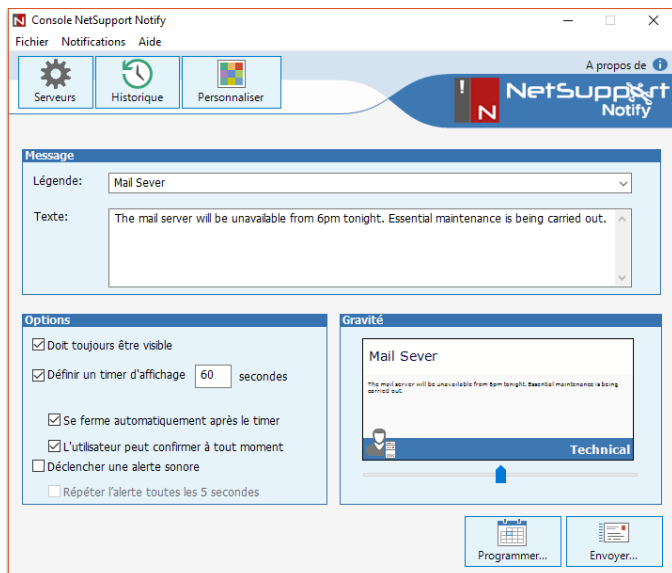 Console NetSupport Notify
Fichier Notifications Aide
Serveurs
Historique
Personnaliser
A propos de
NetSupport
Notify
Message
Légende: Mail Sever
Texte: The mail server will be unavailable from 6pm tonight. Essential maintenance is being carried out.
Options
Doit toujours être visible
Définir un timer d'affichage 60 secondes
Se ferme automatiquement après le timer
L'utilisateur peut confirmer à tout moment
Déclencher une alerte sonore
Répéter l'alerte toutes les 5 secondes
Gravité
Mail Sever
The mail server will be unavailable from 6pm tonight. Essential maintenance is being
carried out.
Technical
Programmer...
Envoyer...